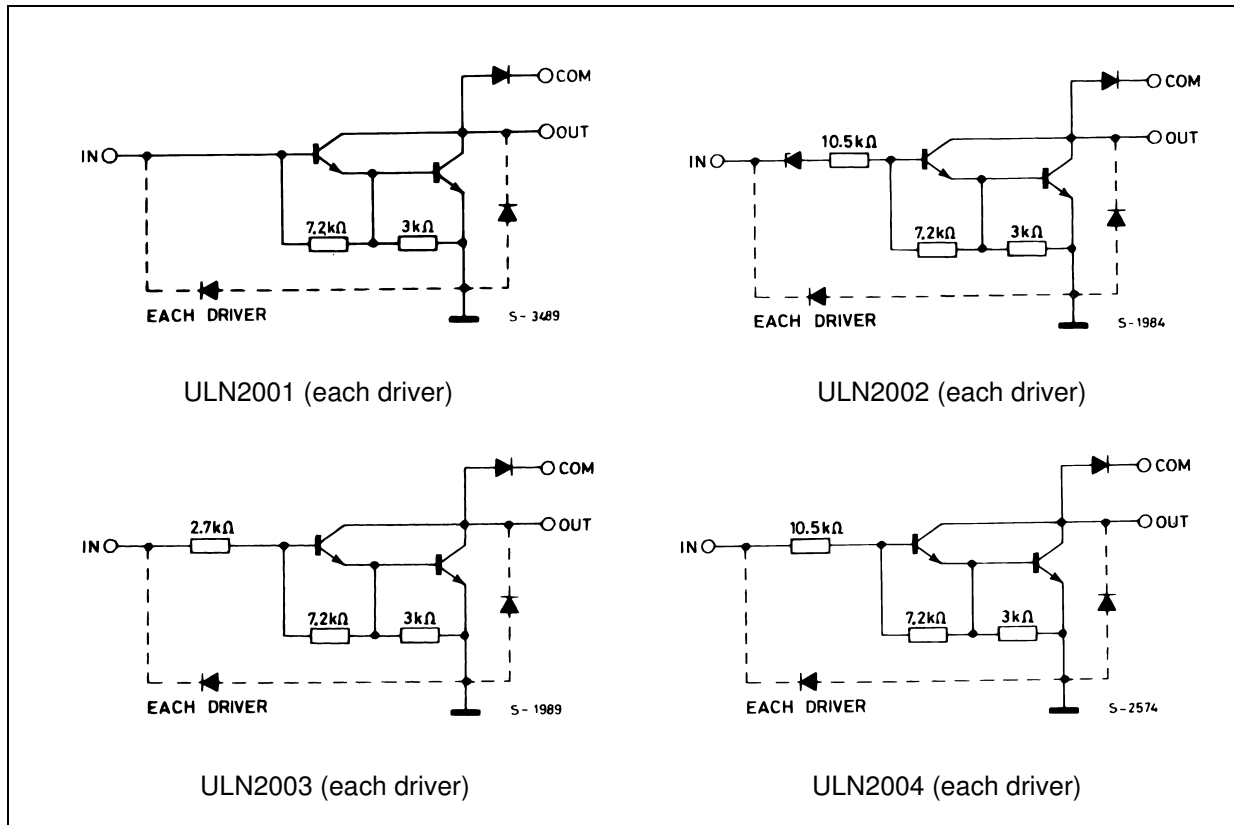 COM
OUT
IN
7.2kΩ
3kΩ
EACH DRIVER
S- 3489
ULN2001 (each driver)
COM
OUT
IN
10.5kΩ
7.2kΩ
3kΩ
EACH DRIVER
S-1984
ULN2002 (each driver)
COM
OUT
IN
2.7kΩ
7.2kΩ
3kΩ
EACH DRIVER
S- 1989
ULN2003 (each driver)
COM
OUT
IN
10.5kΩ
7.2kΩ
3kΩ
EACH DRIVER
S-2574
ULN2004 (each driver)